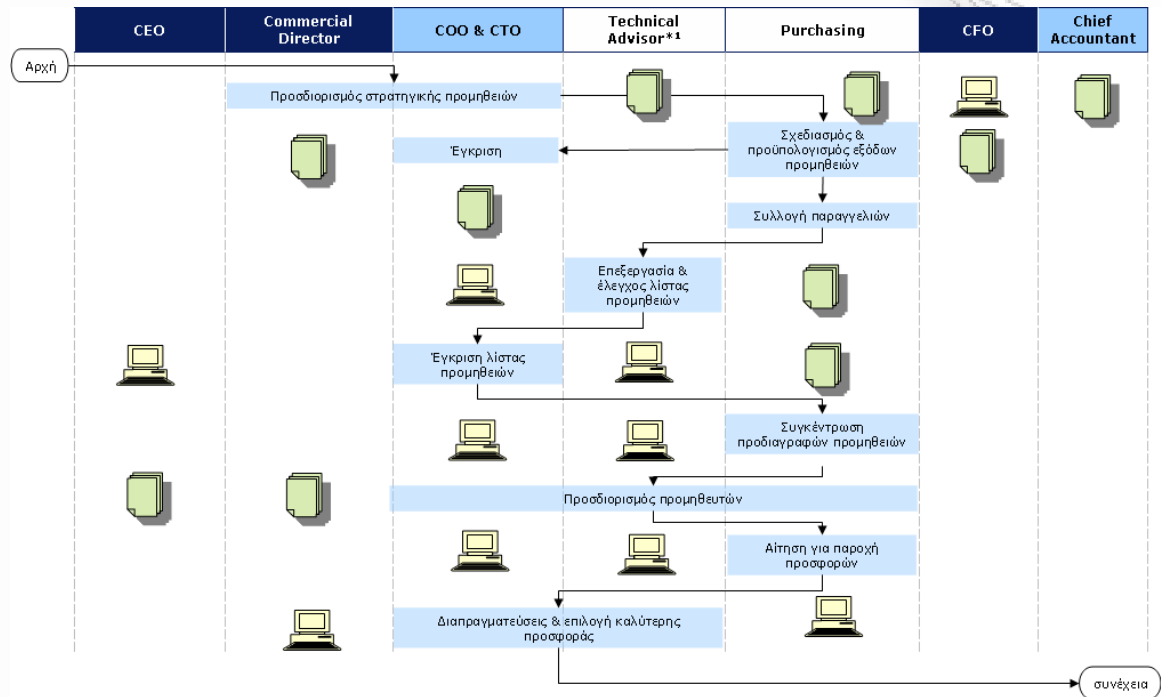 CEO
Commercial
Director
COO & CTO
Technical
Advisor*1
Purchasing
CFO
Chief
Accountant
Αρχή
Προσδιορισμός στρατηγικής προμηθειών
Σχεδιασμός &
προϋπολογισμός εξόδων
προμηθειών
Έγκριση
Συλλογή παραγγελιών
Επεξεργασία &
έλεγχος λίστας
προμηθειών
Έγκριση λίστας
προμηθειών
Συγκέντρωση
προδιαγραφών προμηθειών
Προσδιορισμός προμηθευτών
Αίτηση για παροχή
προσφορών
Διαπραγματεύσεις & επιλογή καλύτερης
προσφοράς
συνέχεια